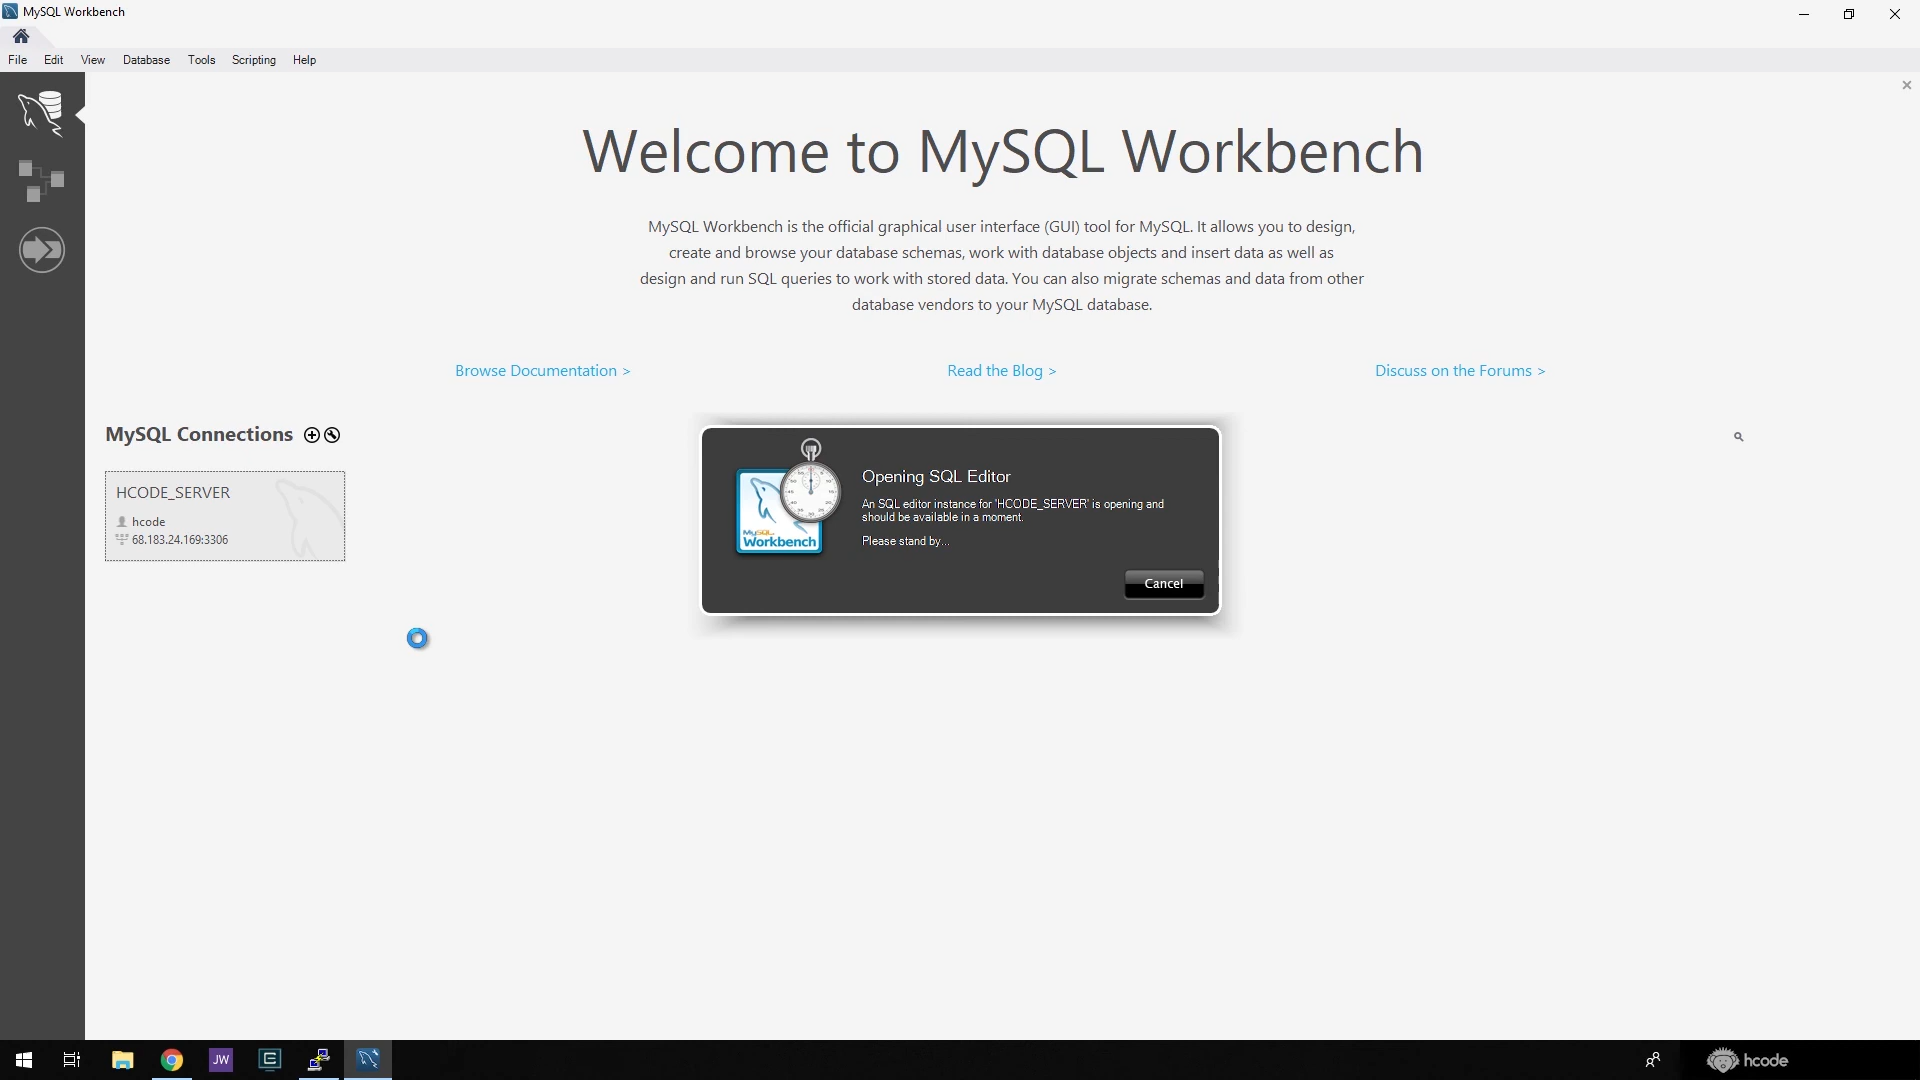 MySQL Workbench
File Edit View Database Tools Scripting Help
Welcome to MySQL Workbench
MySQL Workbench is the official graphical user interface (GUI) tool for MySQL. It allows you to design,
create and browse your database schemas, work with database objects and insert data as well as
design and run SQL queries to work with stored data. You can also migrate schemas and data from other
database vendors to your MySQL database.
Browse Documentation > Read the Blog > Discuss on the Forums >
MySQL Connections
HCODE_SERVER
hcode
68.183.24.169:3306
MySQL
Workbench
Opening SQL Editor
An SQL editor instance for 'HCODE_SERVER' is opening and
should be available in a moment.
Please stand by...
Cancel
JW
hcode